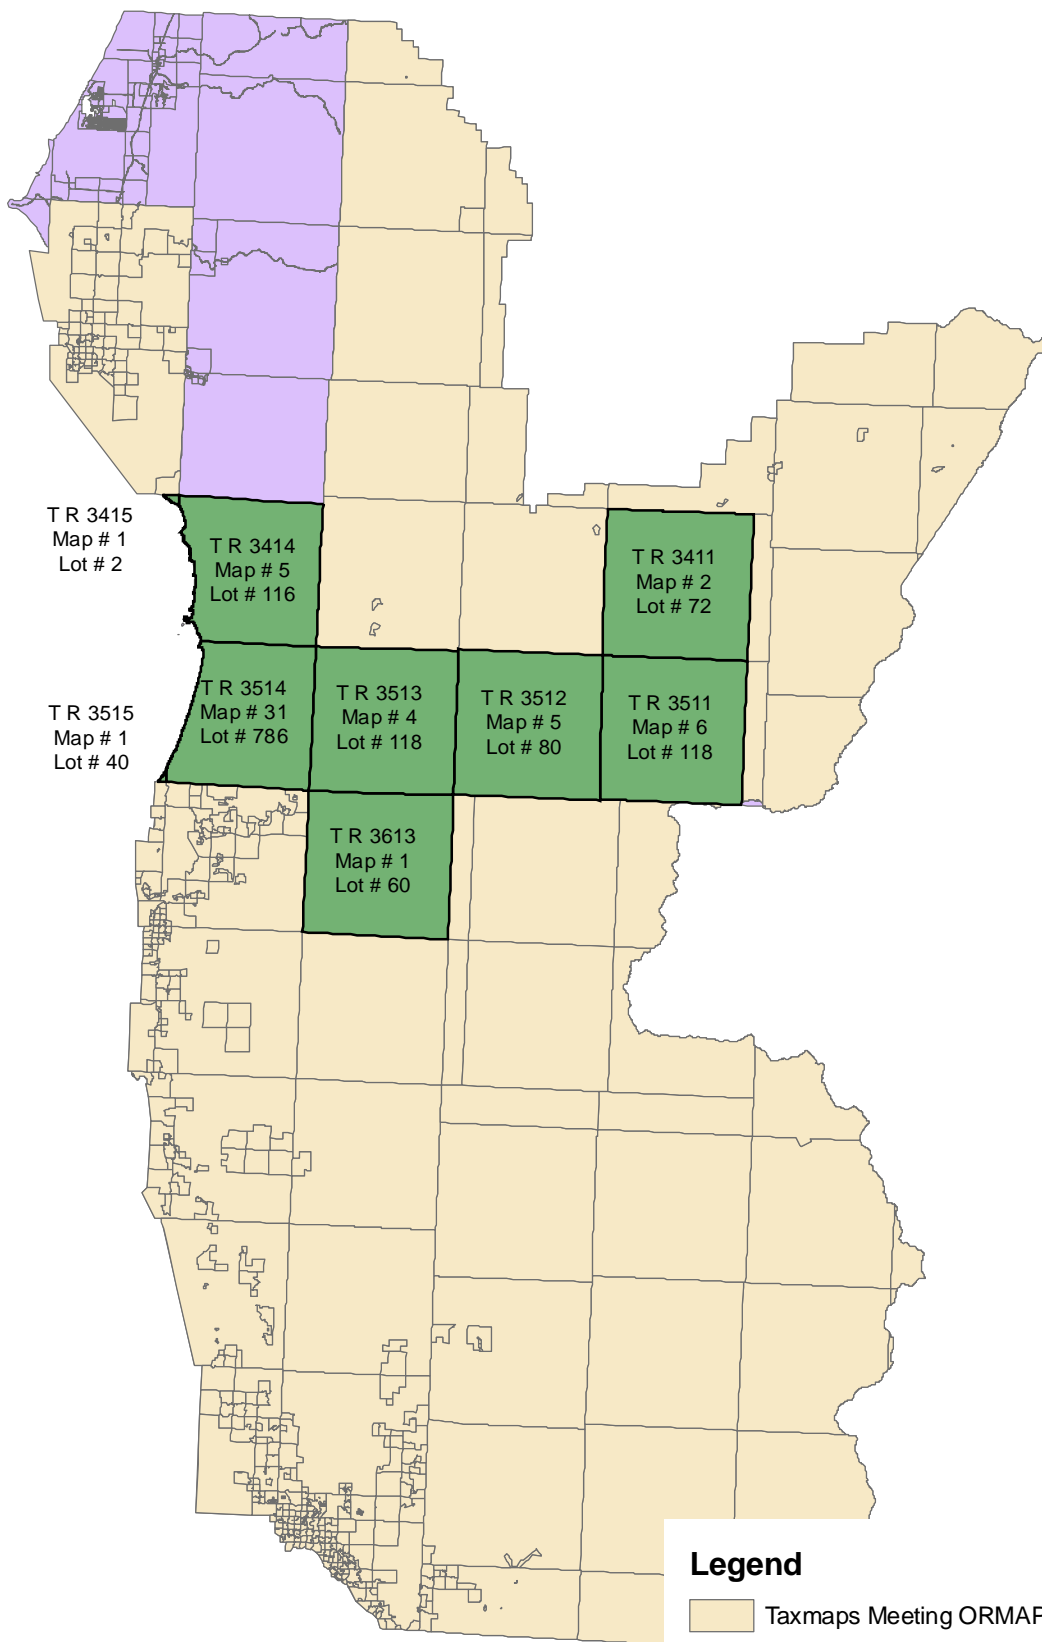 T R 3415
Map # 1
Lot # 2
T R 3414
Map # 5
Lot # 116
T R 3411
Map # 2
Lot # 72
T R 3515
Map # 1
Lot # 40
T R 3514
Map # 31
Lot # 786
T R 3513
Map # 4
Lot # 118
T R 3512
Map # 5
Lot # 80
T R 3511
Map # 6
Lot # 118
T R 3613
Map # 1
Lot # 60
Legend
Taxmaps Meeting ORMAP